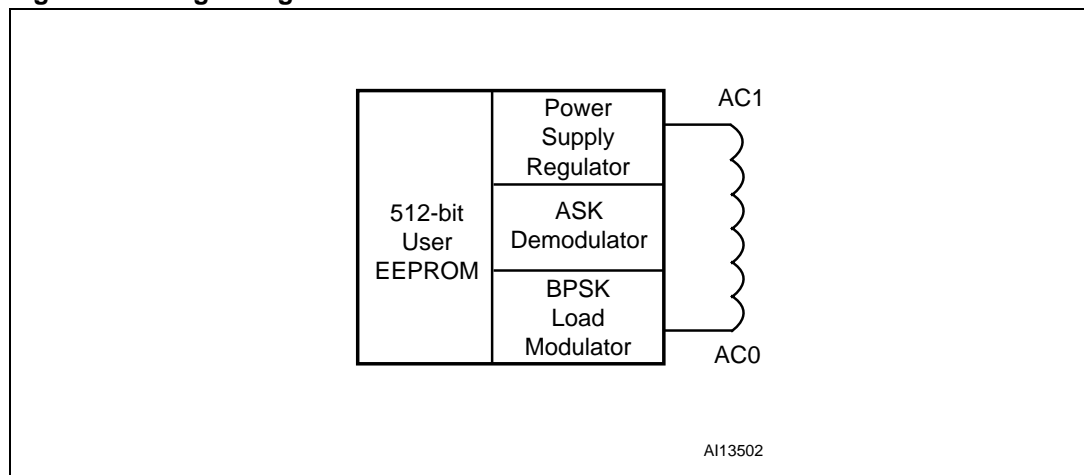 AC1
Power
Supply
Regulator
512-bit
User
EEPROM
ASK
Demodulator
BPSK
Load
Modulator
AC0
AI13502